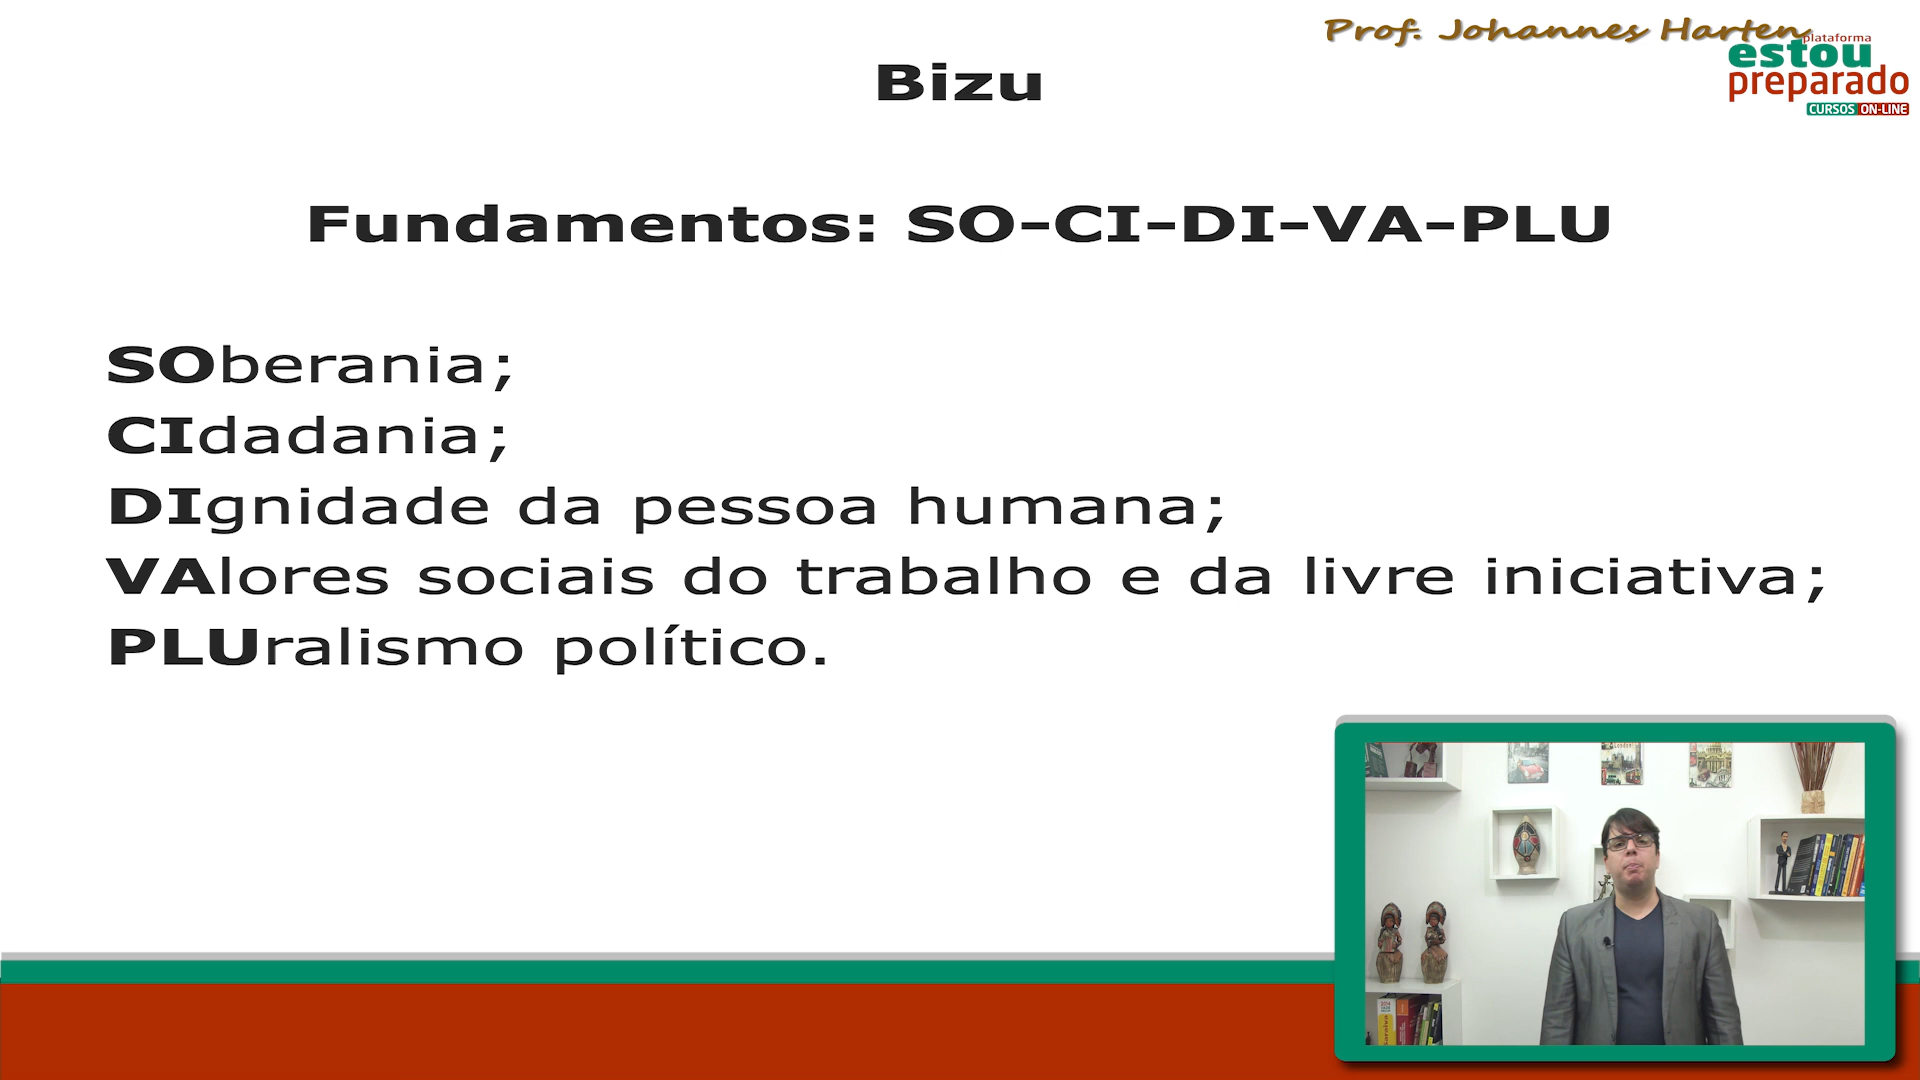 Prof. Johannes Harten
plataforma
estou
preparado
CURSOS ON-LINE
Bizu
Fundamentos: SO-CI-DI-VA-PLU
SOberania;
CIdadania;
DIgnidade da pessoa humana;
VAlores sociais do trabalho e da livre iniciativa;
PLUralismo político.